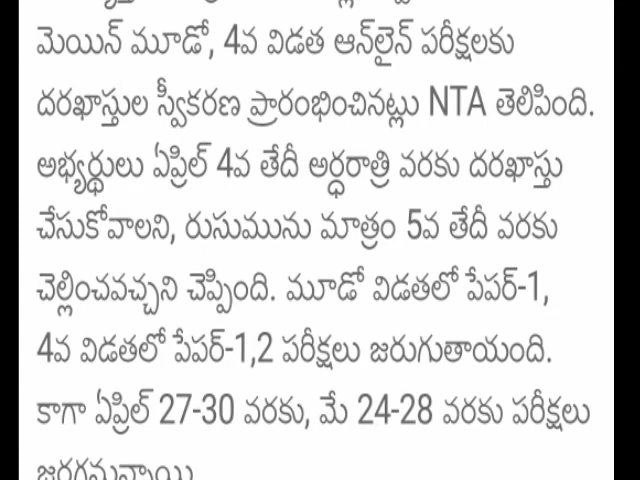 మెయిన్ మూడో, 4వ విడత ఆన్‌లైన్ పరీక్షలకు
దరఖాస్తుల స్వీకరణ ప్రారంభించినట్లు NTA తెలిపింది.
అభ్యర్థులు ఏప్రిల్ 4వ తేదీ అర్ధరాత్రి వరకు దరఖాస్తు
చేసుకోవాలని, రుసుమును మాత్రం 5వ తేదీ వరకు
చెల్లించవచ్చని చెప్పింది. మూడో విడతలో పేపర్-1,
4వ విడతలో పేపర్-1,2 పరీక్షలు జరుగుతాయంది.
కాగా ఏప్రిల్ 27-30 వరకు, మే 24-28 వరకు పరీక్షలు